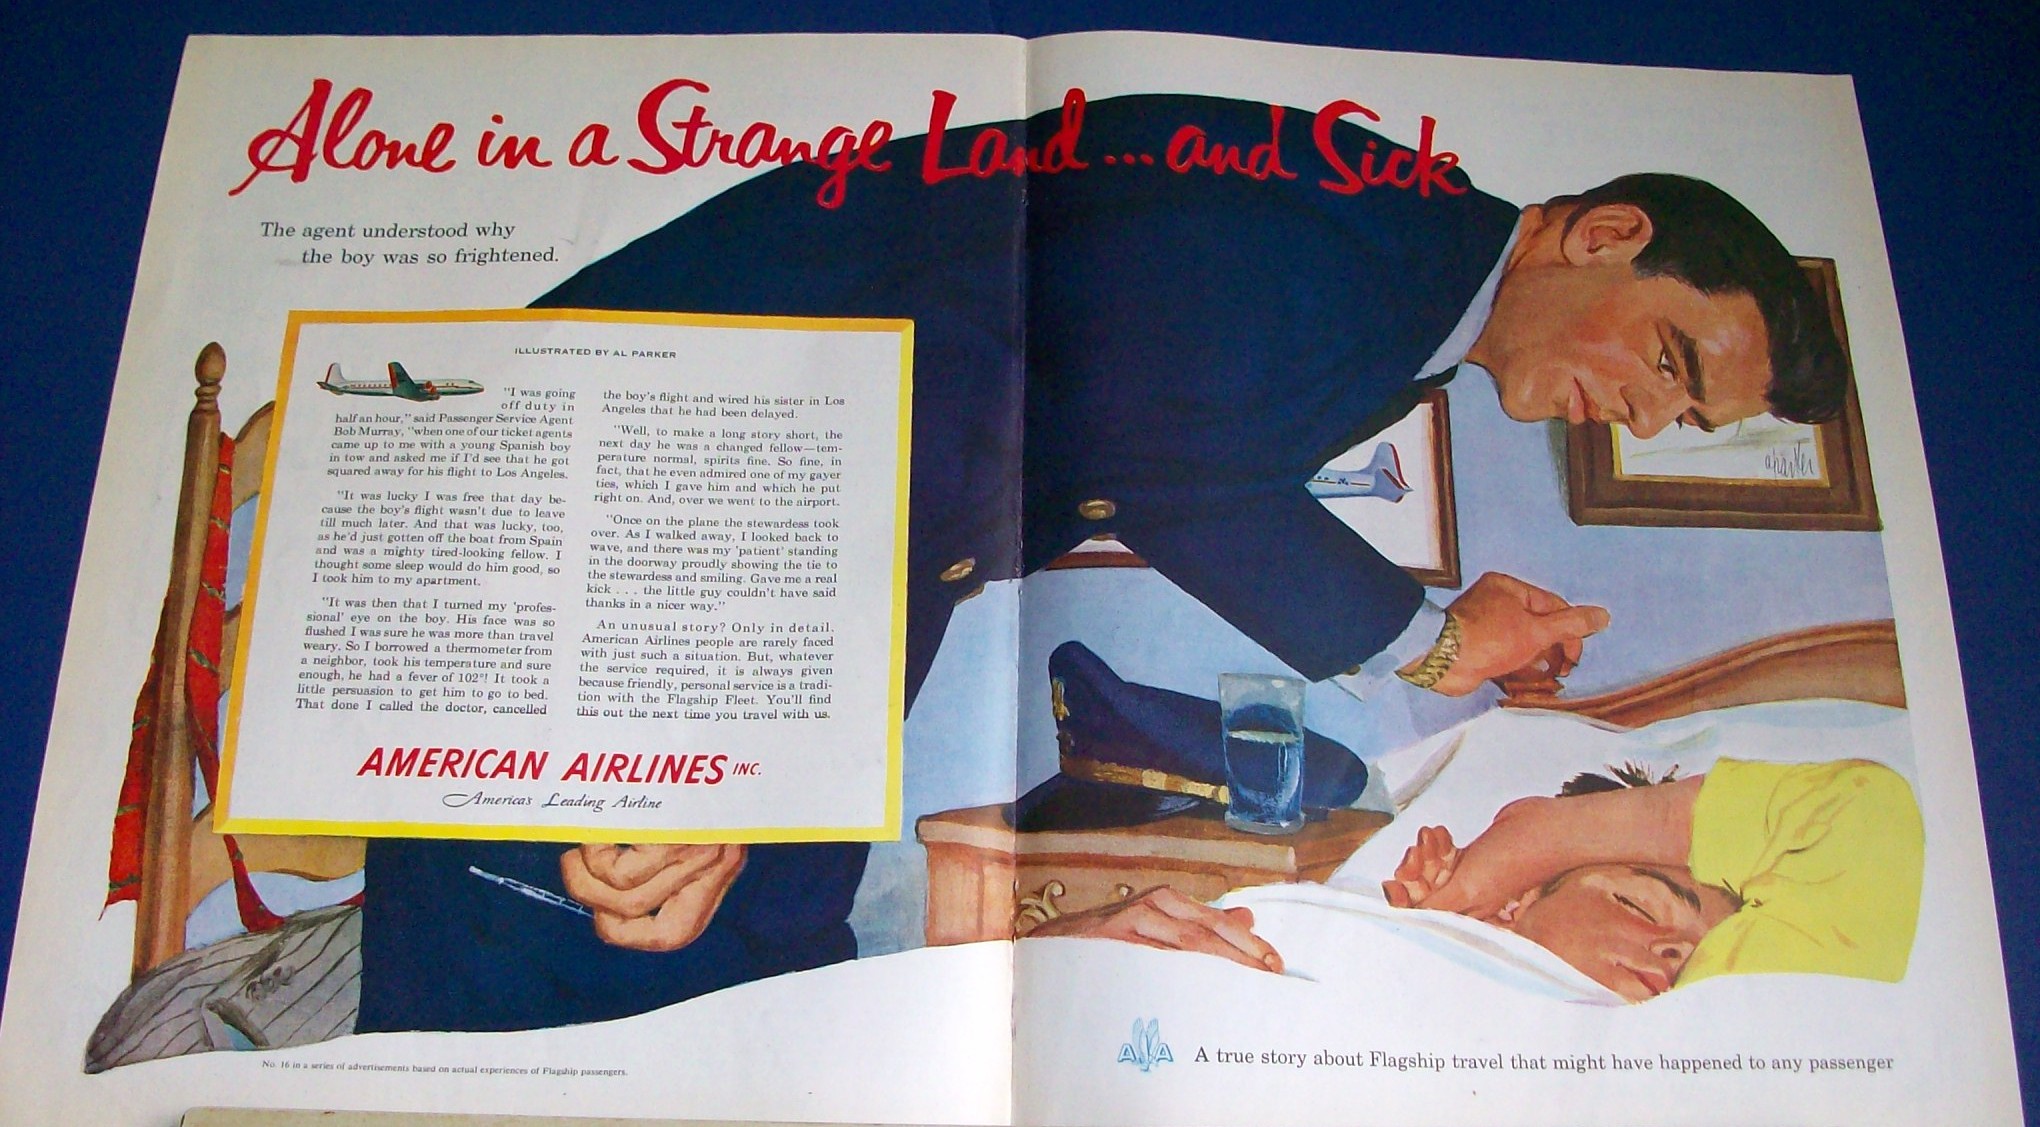 Alone in a Strange Land ... and Sick
The agent understood why
the boy was so frightened.
ILLUSTRATED BY AL PARKER
"I was going
off duty in
half an hour," said Passenger Service Agent
Bob Murray, "when one of our ticket agents
came up to me with a young Spanish boy
in tow and asked me if I'd see that he got
squared away for his flight to Los Angeles.
"It was lucky I was free that day be-
cause the boy's flight wasn't due to leave
till much later. And that was lucky, too,
as he'd just gotten off the boat from Spain
and was a mighty tired-looking fellow. I
thought some sleep would do him good, so
I took him to my apartment.
"It was then that I turned my 'profes-
sional' eye on the boy. His face was so
flushed I was sure he was more than travel
weary. So I borrowed a thermometer from
a neighbor, took his temperature and sure
enough, he had a fever of 102°! It took a
little persuasion to get him to go to bed.
That done I called the doctor, cancelled
the boy's flight and wired his sister in Los
Angeles that he had been delayed.
"Well, to make a long story short, the
next day he was a changed fellow—tem-
perature normal, spirits fine. So fine, in
fact, that he even admired one of my gayer
ties, which I gave him and which he put
right on. And, over we went to the airport.
"Once on the plane the stewardess took
over. As I walked away, I looked back to
wave, and there was my 'patient' standing
in the doorway proudly showing the tie to
the stewardess and smiling. Gave me a real
kick . . . the little guy couldn't have said
thanks in a nicer way."
An unusual story? Only in detail.
American Airlines people are rarely faced
with just such a situation. But, whatever
the service required, it is always given
because friendly, personal service is a tradi-
tion with the Flagship Fleet. You'll find
this out the next time you travel with us.
AMERICAN AIRLINES INC.
America's Leading Airline
aparker
No. 16 in a series of advertisements based on actual experiences of Flagship passengers.
A A
A true story about Flagship travel that might have happened to any passenger